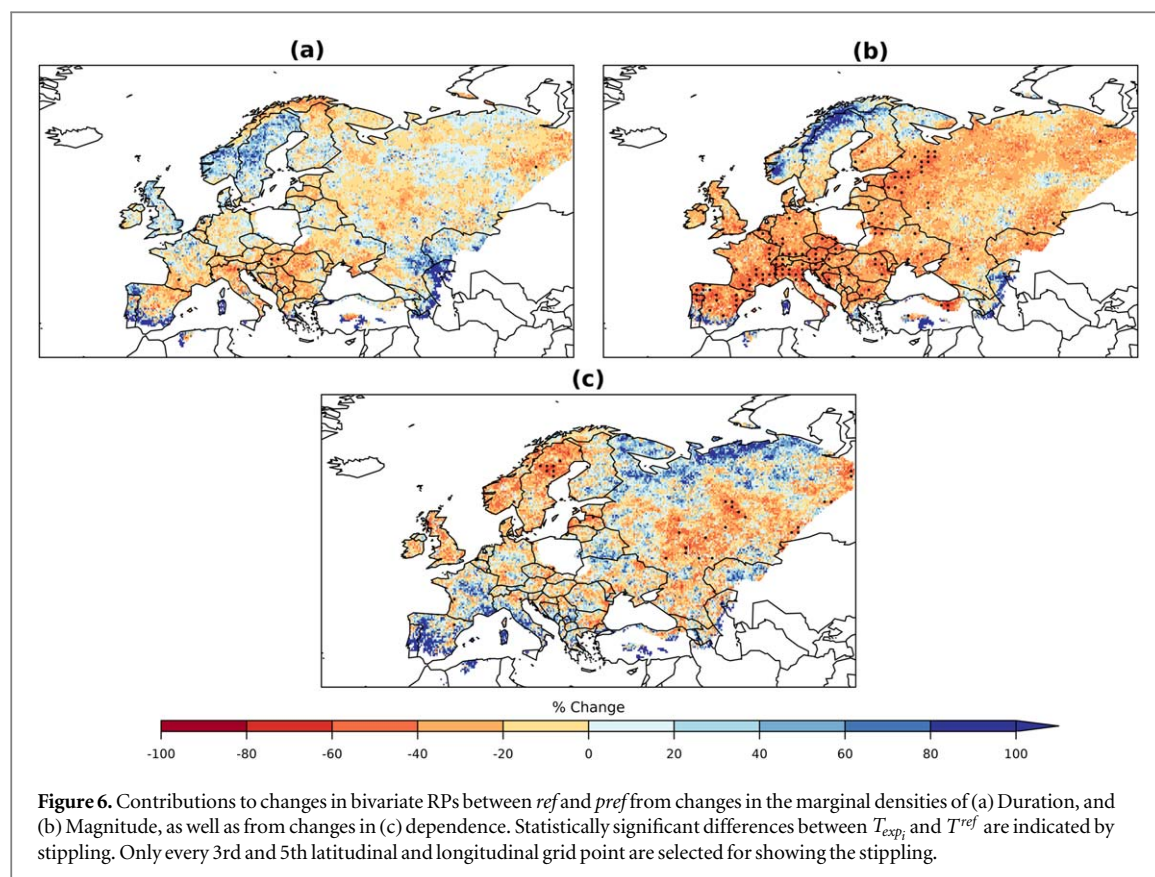 (a)
(b)
(c)
% Change
-100 -80 -60 -40 -20 0 20 40 60 80 100
Figure 6. Contributions to changes in bivariate RPs between ref and pref from changes in the marginal densities of (a) Duration, and
(b) Magnitude, as well as from changes in (c) dependence. Statistically significant differences between T_{exp_i} and T^{ref} are indicated by
stippling. Only every 3rd and 5th latitudinal and longitudinal grid point are selected for showing the stippling.